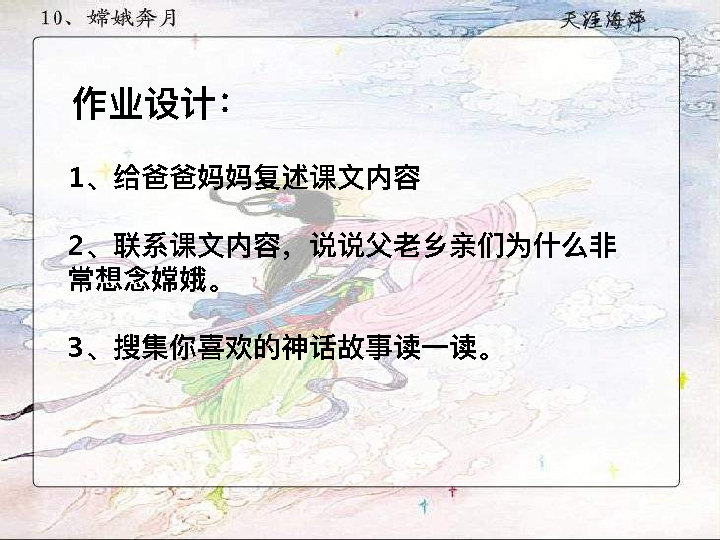 10、嫦娥奔月
天涯海萍
作业设计：
1、给爸爸妈妈复述课文内容
2、联系课文内容，说说父老乡亲们为什么非
常想念嫦娥。
3、搜集你喜欢的神话故事读一读。